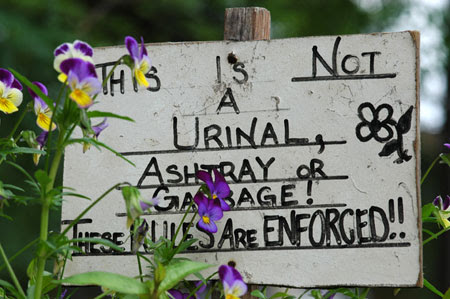 THIS IS NOT
A
URINAL,
ASHTRAY OR
GARBAGE!
THESE RULES ARE ENFORCED!!